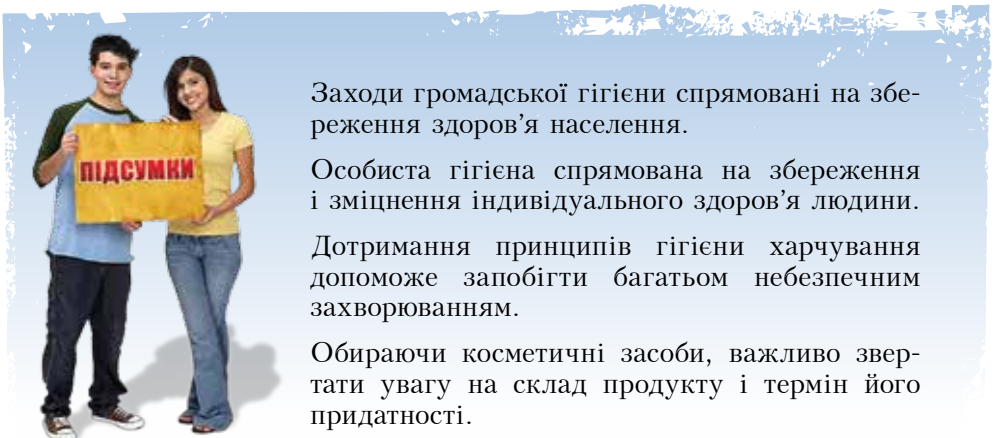 ПІДСУМКИ
Заходи громадської гігієни спрямовані на збе-
реження здоров’я населення.
Особиста гігієна спрямована на збереження
і зміцнення індивідуального здоров’я людини.
Дотримання принципів гігієни харчування
допоможе запобігти багатьом небезпечним
захворюванням.
Обираючи косметичні засоби, важливо звер-
тати увагу на склад продукту і термін його
придатності.